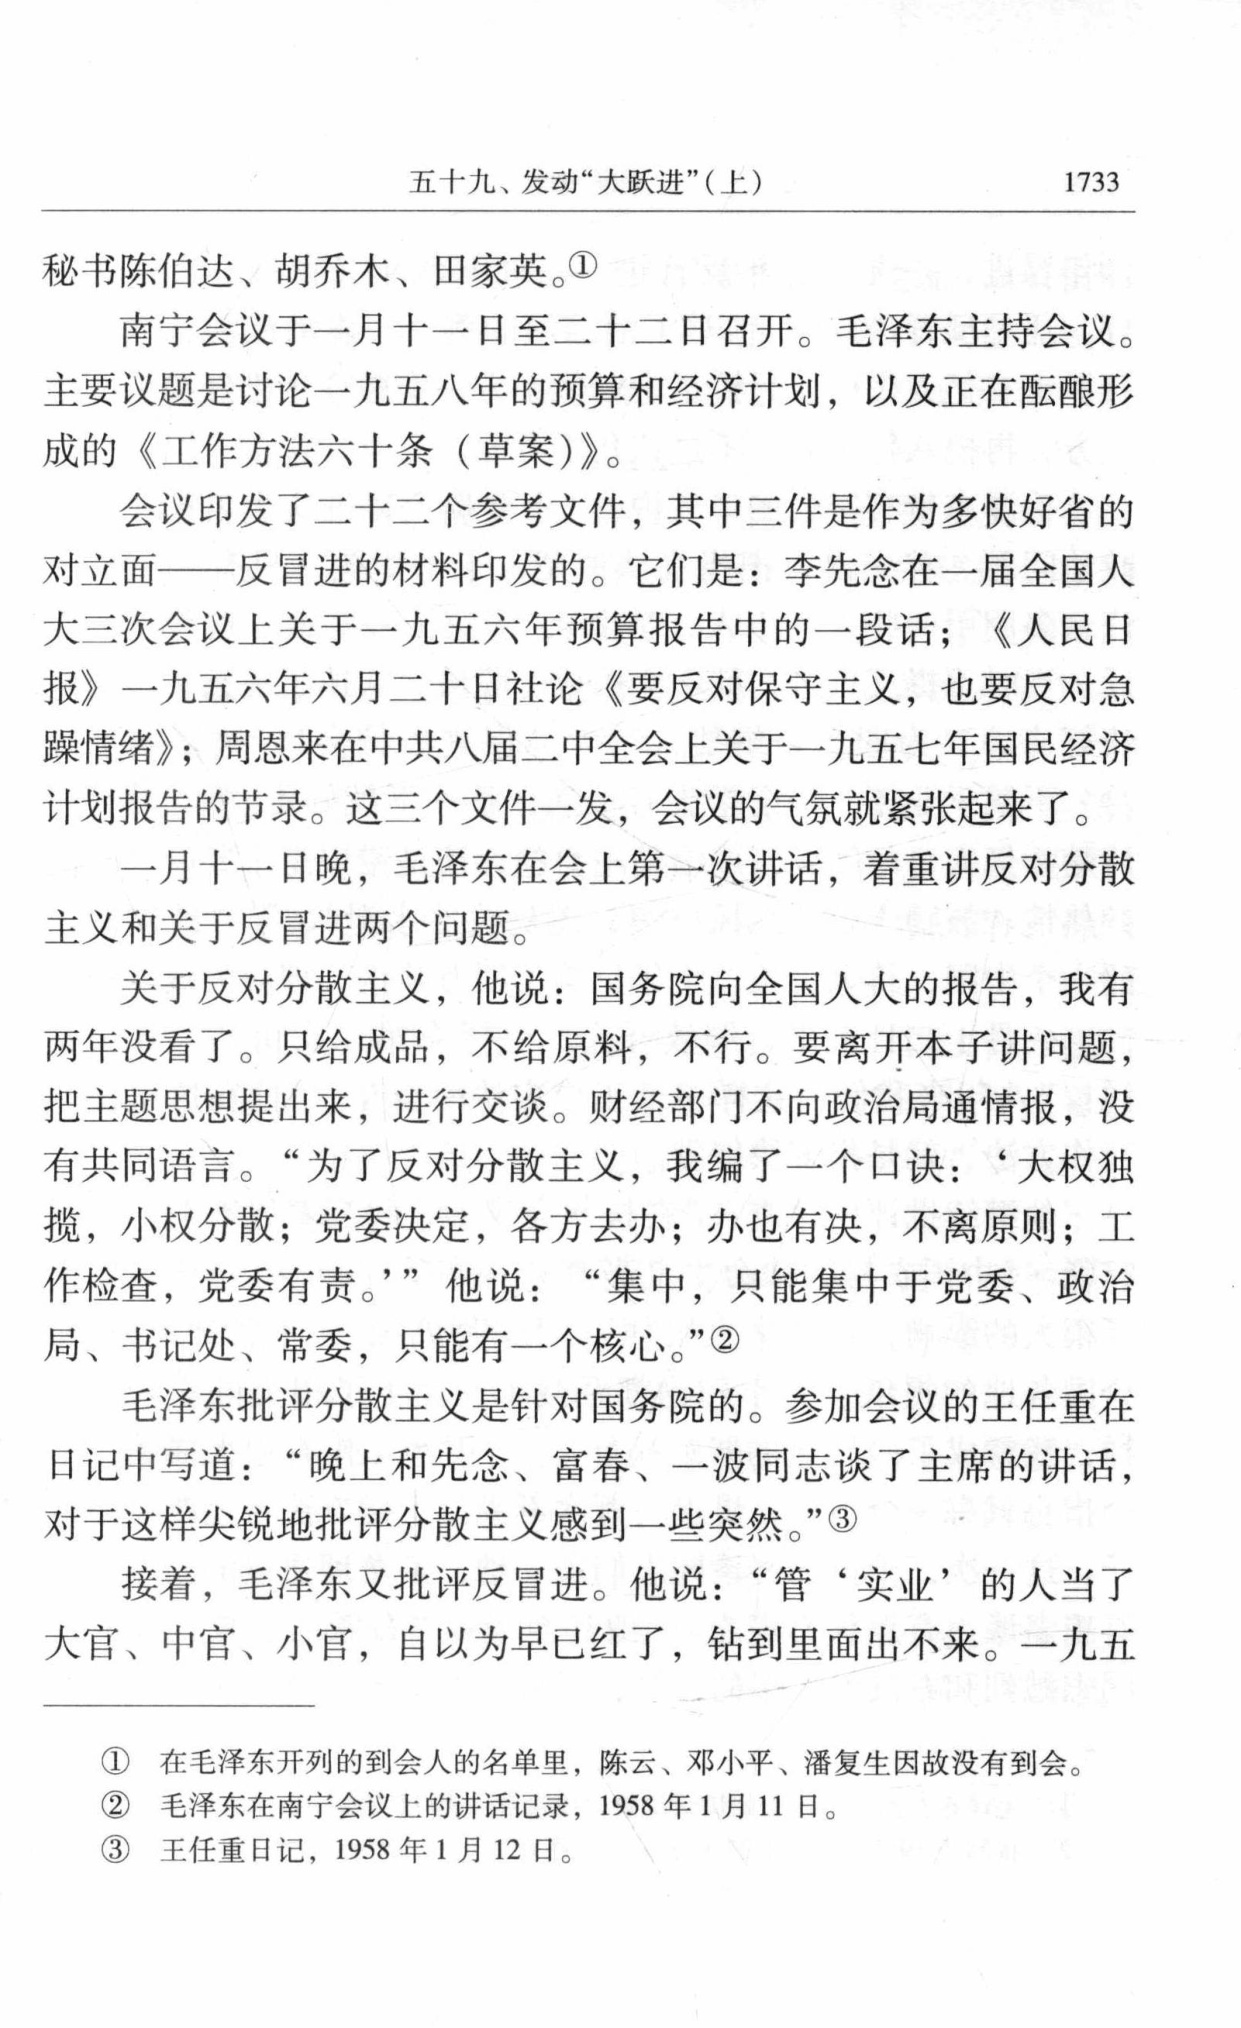 五十九、发动“大跃进”（上） 1733
秘书陈伯达、胡乔木、田家英。①
南宁会议于一月十一日至二十二日召开。毛泽东主持会议。
主要议题是讨论一九五八年的预算和经济计划，以及正在酝酿形
成的《工作方法六十条（草案）》。
会议印发了二十二个参考文件，其中三件是作为多快好省的
对立面——反冒进的材料印发的。它们是：李先念在一届全国人
大三次会议上关于一九五六年预算报告中的一段话；《人民日
报》一九五六年六月二十日社论《要反对保守主义，也要反对急
躁情绪》；周恩来在中共八届二中全会上关于一九五七年国民经济
计划报告的节录。这三个文件一发，会议的气氛就紧张起来了。
一月十一日晚，毛泽东在会上第一次讲话，着重讲反对分散
主义和关于反冒进两个问题。
关于反对分散主义，他说：国务院向全国人大的报告，我有
两年没看了。只给成品，不给原料，不行。要离开本子讲问题，
把主题思想提出来，进行交谈。财经部门不向政治局通情报，没
有共同语言。“为了反对分散主义，我编了一个口诀：‘大权独
揽，小权分散；党委决定，各方去办；办也有决，不离原则；工
作检查，党委有责。’”他说：“集中，只能集中于党委、政治
局、书记处、常委，只能有一个核心。”②
毛泽东批评分散主义是针对国务院的。参加会议的王任重在
日记中写道：“晚上和先念、富春、一波同志谈了主席的讲话，
对于这样尖锐地批评分散主义感到一些突然。”③
接着，毛泽东又批评反冒进。他说：“管‘实业’的人当了
大官、中官、小官，自以为早已红了，钻到里面出不来。一九五
① 在毛泽东开列的到会人的名单里，陈云、邓小平、潘复生因故没有到会。
② 毛泽东在南宁会议上的讲话记录，1958年1月11日。
③ 王任重日记，1958年1月12日。